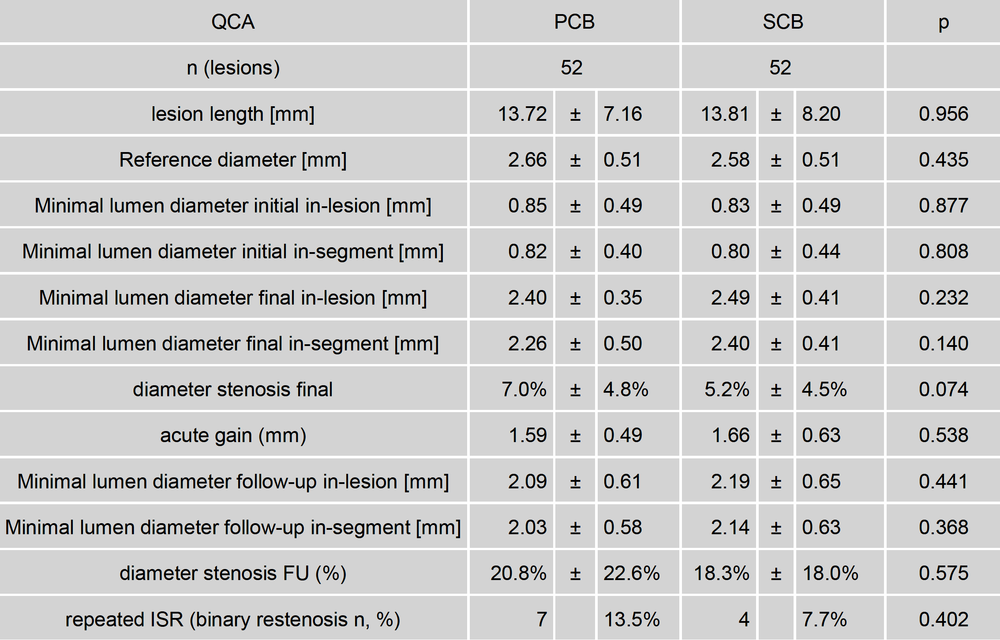 QCA PCB SCB p
n (lesions) 52 52
lesion length [mm] 13.72 ± 7.16 13.81 ± 8.20 0.956
Reference diameter [mm] 2.66 ± 0.51 2.58 ± 0.51 0.435
Minimal lumen diameter initial in-lesion [mm] 0.85 ± 0.49 0.83 ± 0.49 0.877
Minimal lumen diameter initial in-segment [mm] 0.82 ± 0.40 0.80 ± 0.44 0.808
Minimal lumen diameter final in-lesion [mm] 2.40 ± 0.35 2.49 ± 0.41 0.232
Minimal lumen diameter final in-segment [mm] 2.26 ± 0.50 2.40 ± 0.41 0.140
diameter stenosis final 7.0% ± 4.8% 5.2% ± 4.5% 0.074
acute gain (mm) 1.59 ± 0.49 1.66 ± 0.63 0.538
Minimal lumen diameter follow-up in-lesion [mm] 2.09 ± 0.61 2.19 ± 0.65 0.441
Minimal lumen diameter follow-up in-segment [mm] 2.03 ± 0.58 2.14 ± 0.63 0.368
diameter stenosis FU (%) 20.8% ± 22.6% 18.3% ± 18.0% 0.575
repeated ISR (binary restenosis n, %) 7 13.5% 4 7.7% 0.402